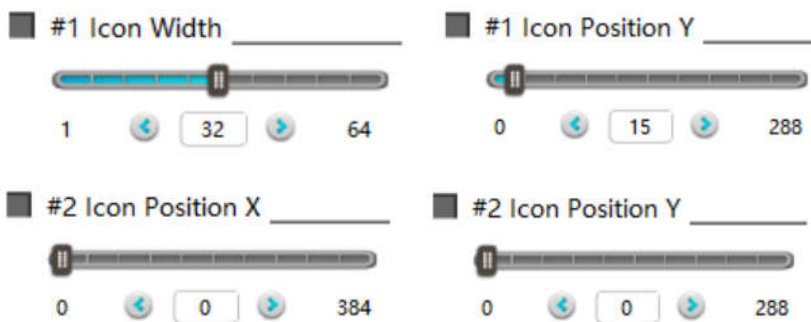 #1 Icon Width
#1 Icon Position Y
1 32 64
0 15 288
#2 Icon Position X
#2 Icon Position Y
0 0 384
0 0 288